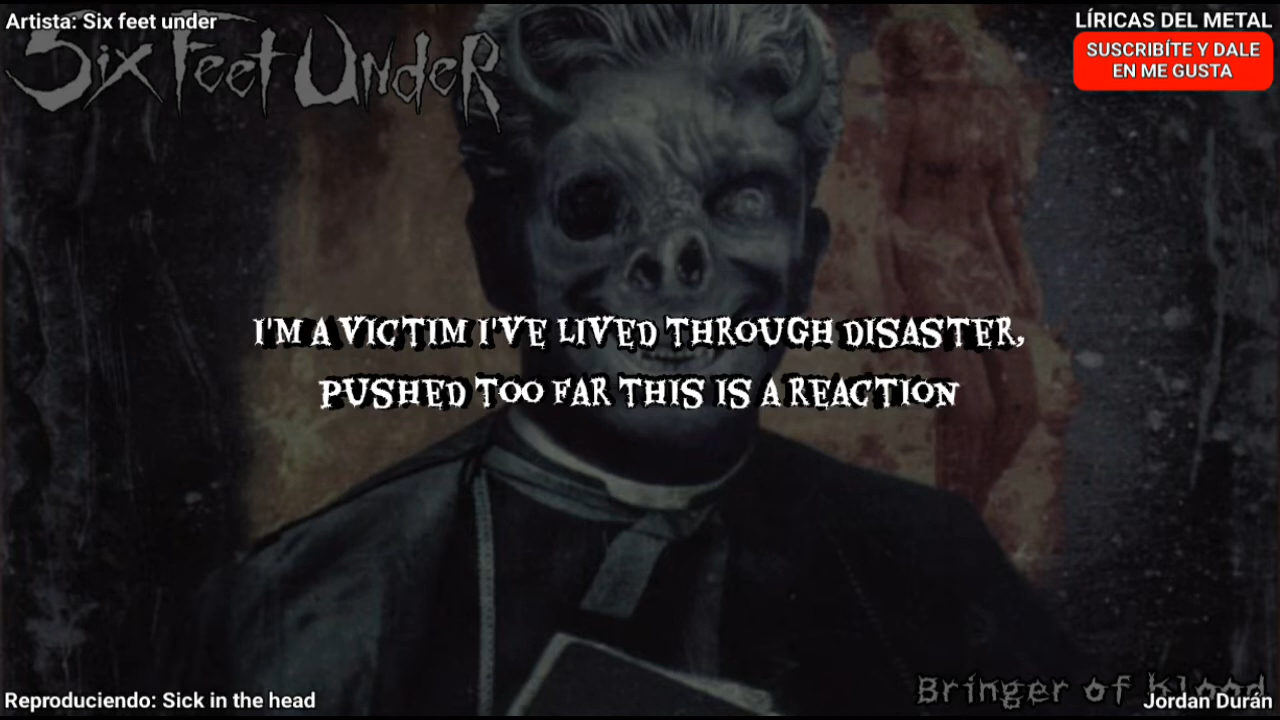 Artista: Six feet under
LÍRICAS DEL METAL
SUSCRIBÍTE Y DALE
EN ME GUSTA
Six Feet Under
I'M A VICTIM I'VE LIVED THROUGH DISASTER,
PUSHED TOO FAR THIS IS A REACTION
Bringer of blood
Reproduciendo: Sick in the head
Jordan Durán